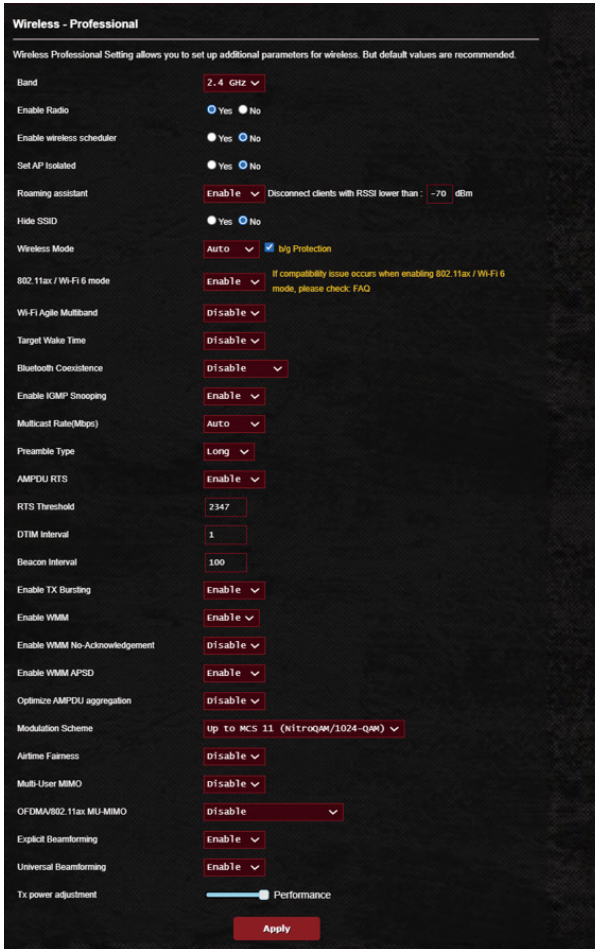 Wireless - Professional
Wireless Professional Setting allows you to set up additional parameters for wireless. But default values are recommended.
Band 2.4 GHz
Enable Radio Yes No
Enable wireless scheduler Yes No
Set AP Isolated Yes No
Roaming assistant Enable Disconnect clients with RSSI lower than : -70 dBm
Hide SSID Yes No
Wireless Mode Auto b/g Protection
802.11ax / Wi-Fi 6 mode Enable If compatibility issue occurs when enabling 802.11ax / Wi-Fi 6
mode, please check: FAQ
Wi-Fi Agile Multiband Disable
Target Wake Time Disable
Bluetooth Coexistence Disable
Enable IGMP Snooping Enable
Multicast Rate(Mbps) Auto
Preamble Type Long
AMPDU RTS Enable
RTS Threshold 2347
DTIM Interval 1
Beacon Interval 100
Enable TX Bursting Enable
Enable WMM Enable
Enable WMM No-Acknowledgement Disable
Enable WMM APSD Enable
Optimize AMPDU aggregation Disable
Modulation Scheme Up to MCS 11 (NitroQAM/1024-QAM)
Airtime Fairness Disable
Multi-User MIMO Disable
OFDMA/802.11ax MU-MIMO Disable
Explicit Beamforming Enable
Universal Beamforming Enable
Tx power adjustment Performance
Apply